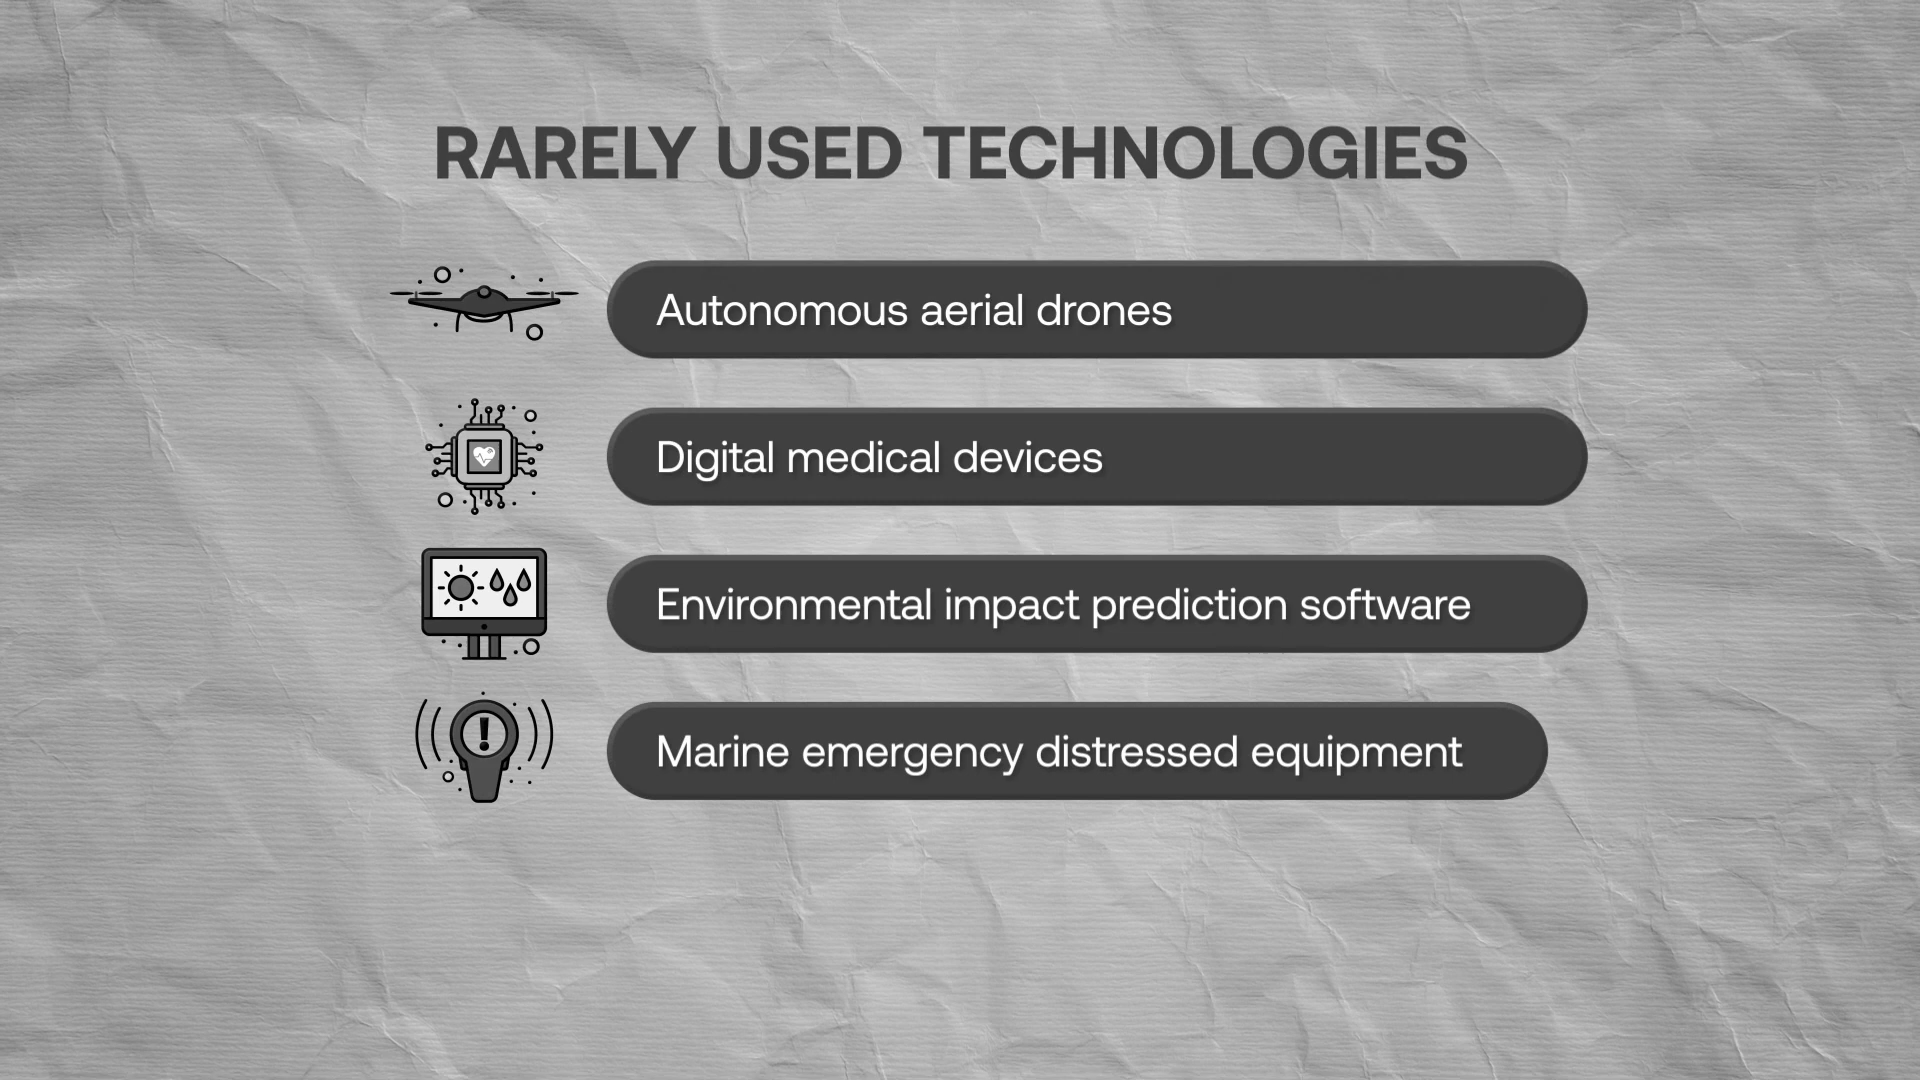 RARELY USED TECHNOLOGIES
Autonomous aerial drones
Digital medical devices
Environmental impact prediction software
Marine emergency distressed equipment